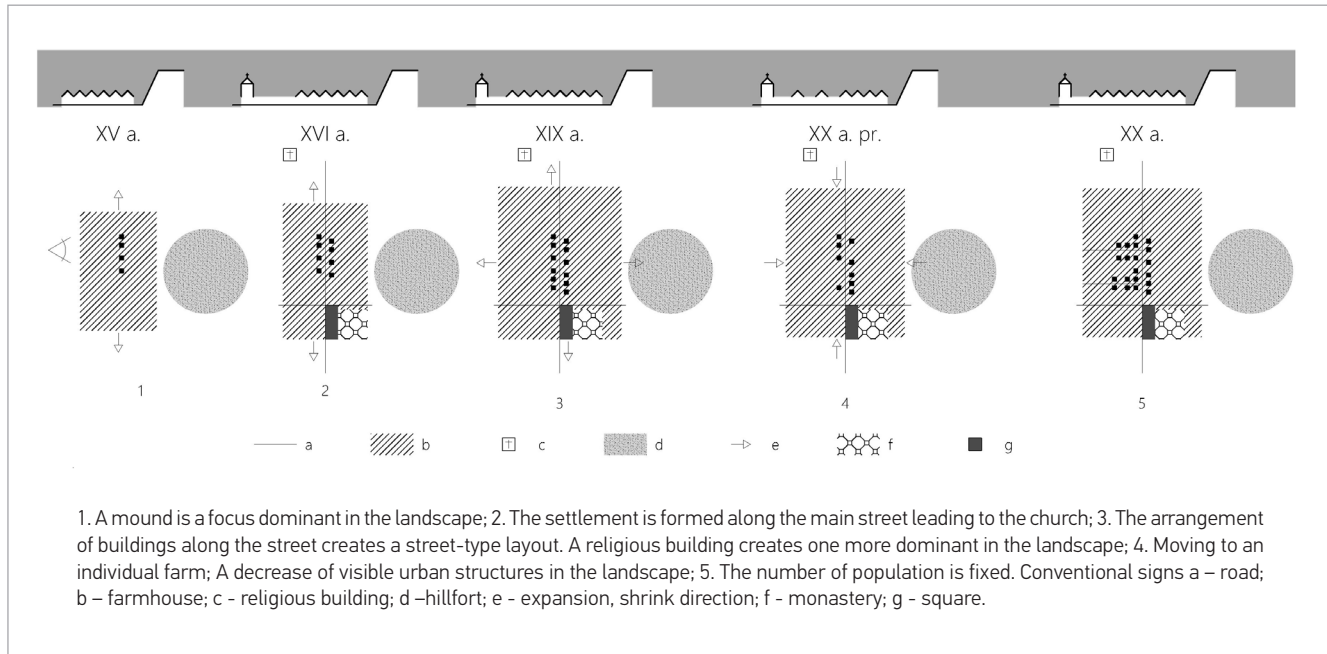 XV a. XVI a. XIX a. XX a. pr. XX a.
1 2 3 4 5
a b c d e f g
1. A mound is a focus dominant in the landscape; 2. The settlement is formed along the main street leading to the church; 3. The arrangement
of buildings along the street creates a street-type layout. A religious building creates one more dominant in the landscape; 4. Moving to an
individual farm; A decrease of visible urban structures in the landscape; 5. The number of population is fixed. Conventional signs a – road;
b – farmhouse; c - religious building; d –hillfort; e - expansion, shrink direction; f - monastery; g - square.